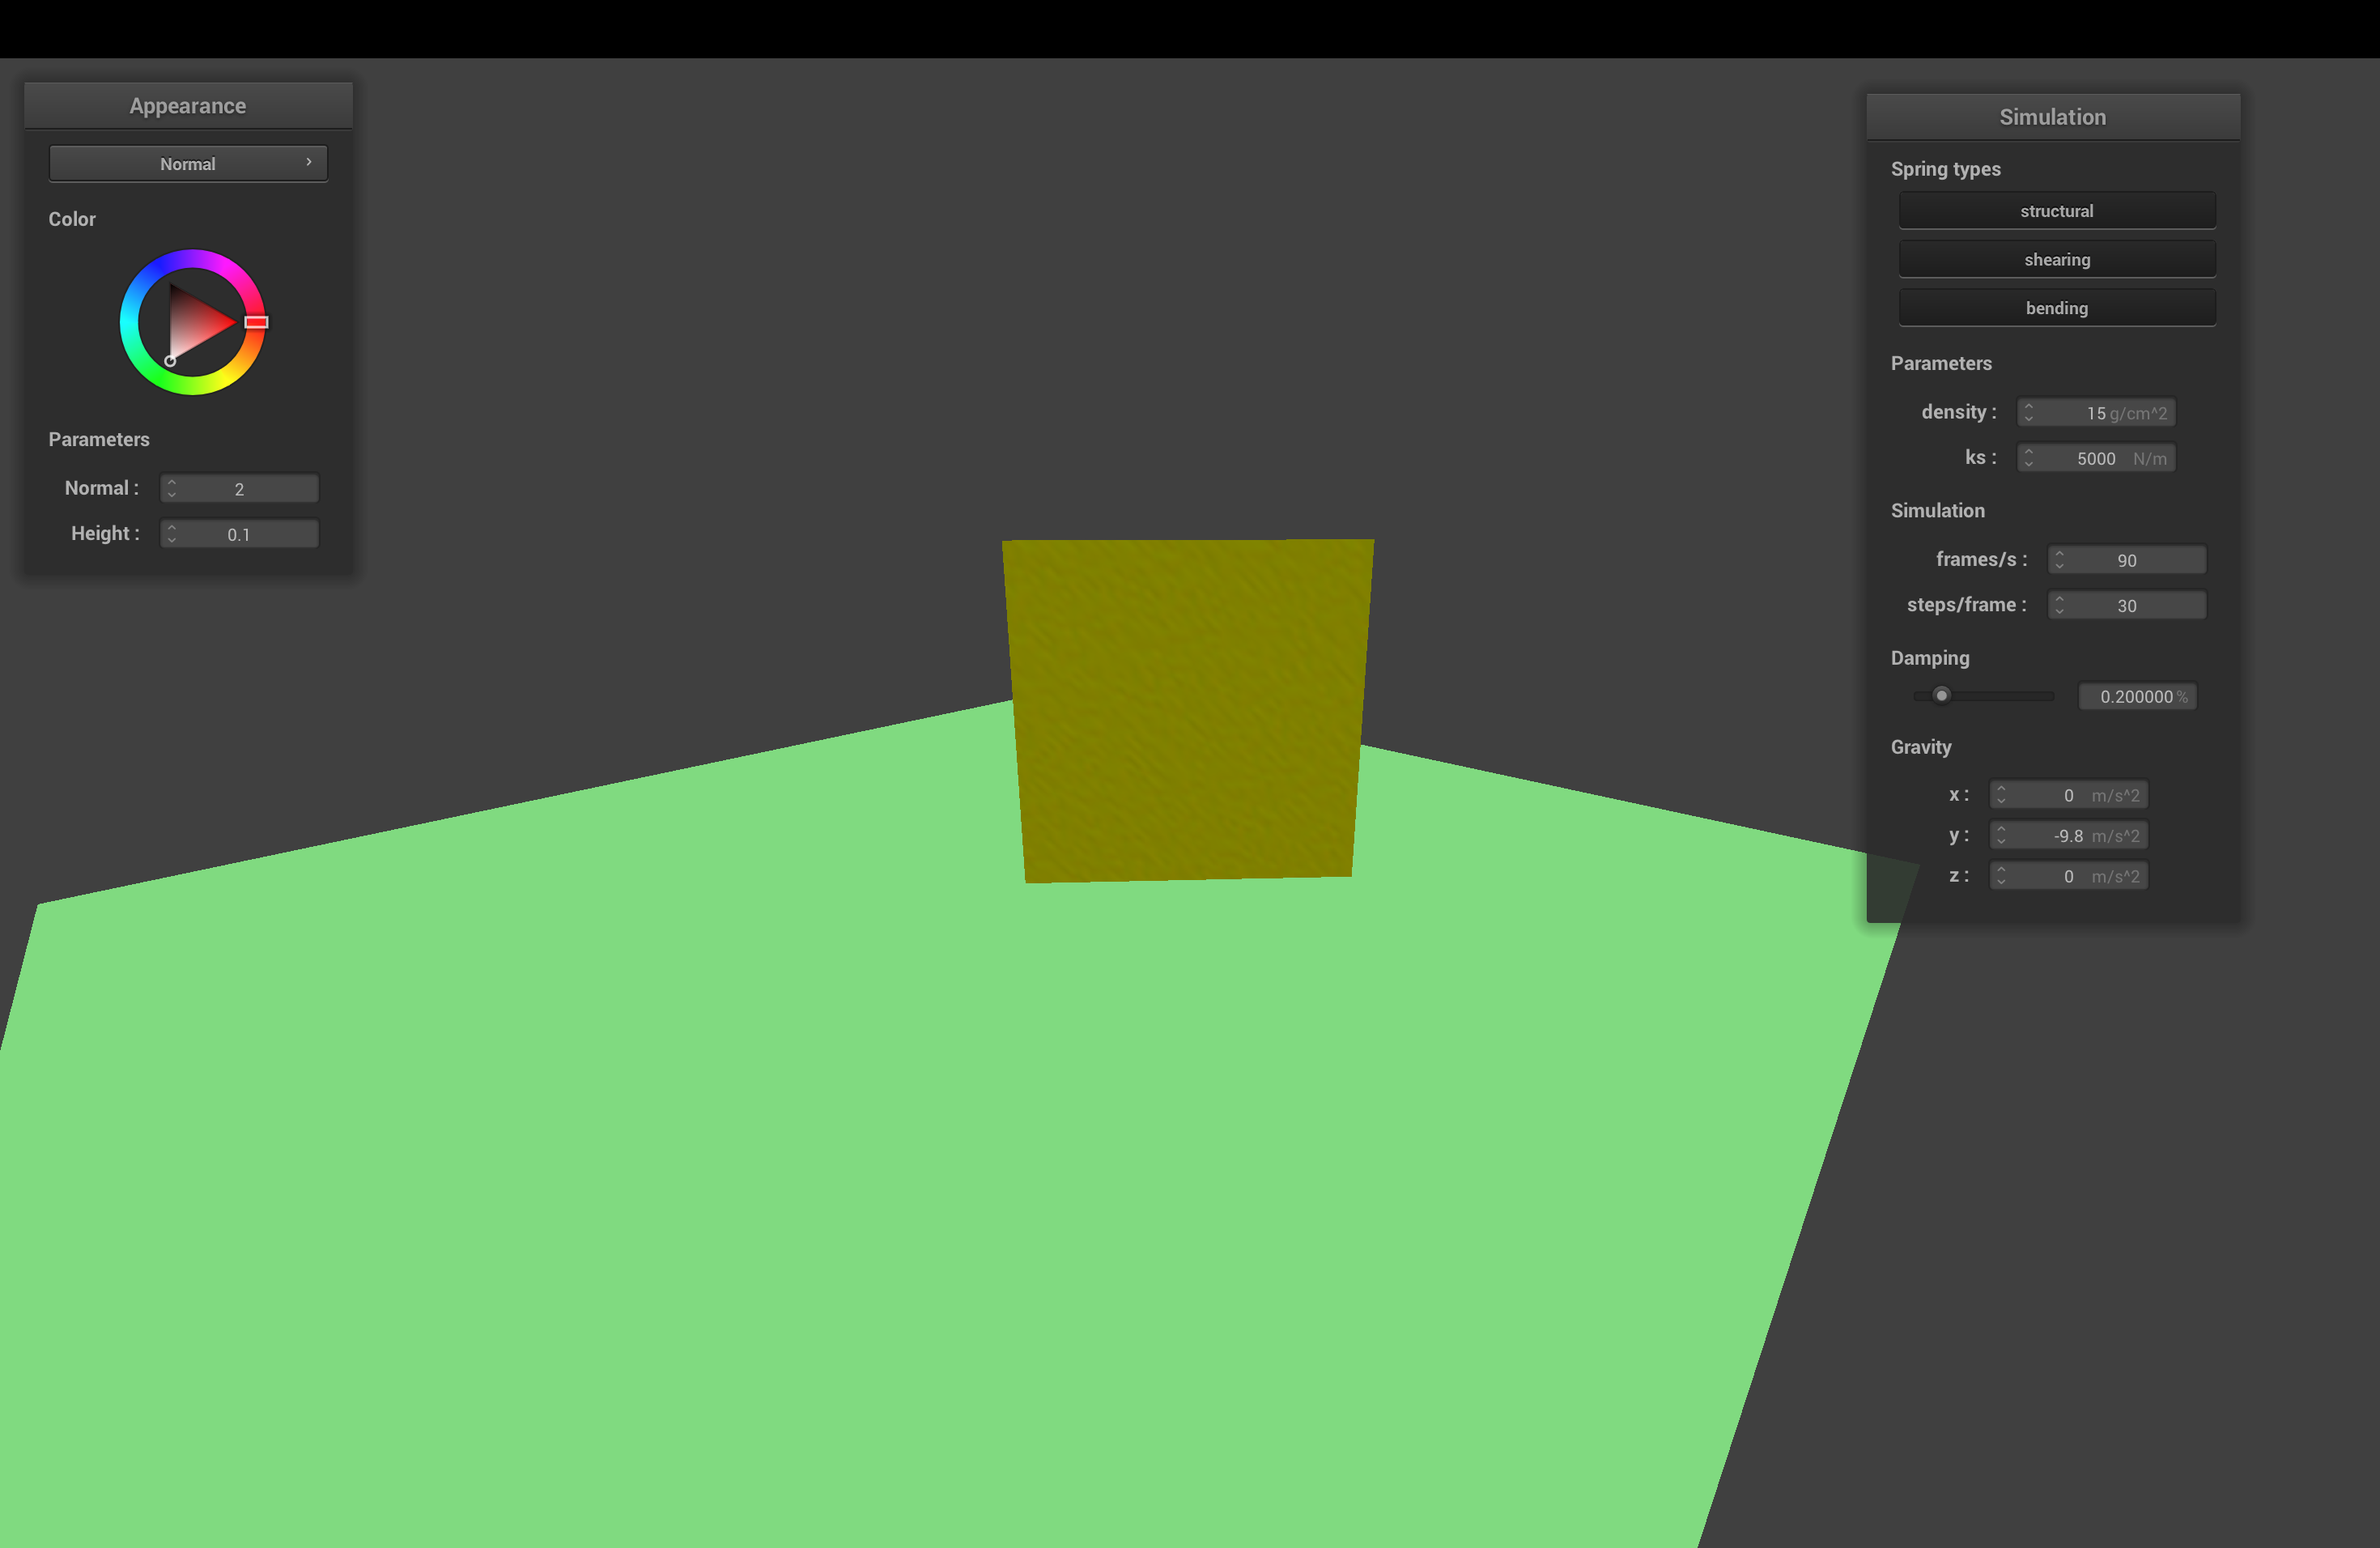 Appearance
Normal
Color
Parameters
Normal : 2
Height : 0.1
Simulation
Spring types
structural
shearing
bending
Parameters
density : 15 g/cm^2
ks : 5000 N/m
Simulation
frames/s : 90
steps/frame : 30
Damping
0.200000 %
Gravity
x : 0 m/s^2
y : -9.8 m/s^2
z : 0 m/s^2